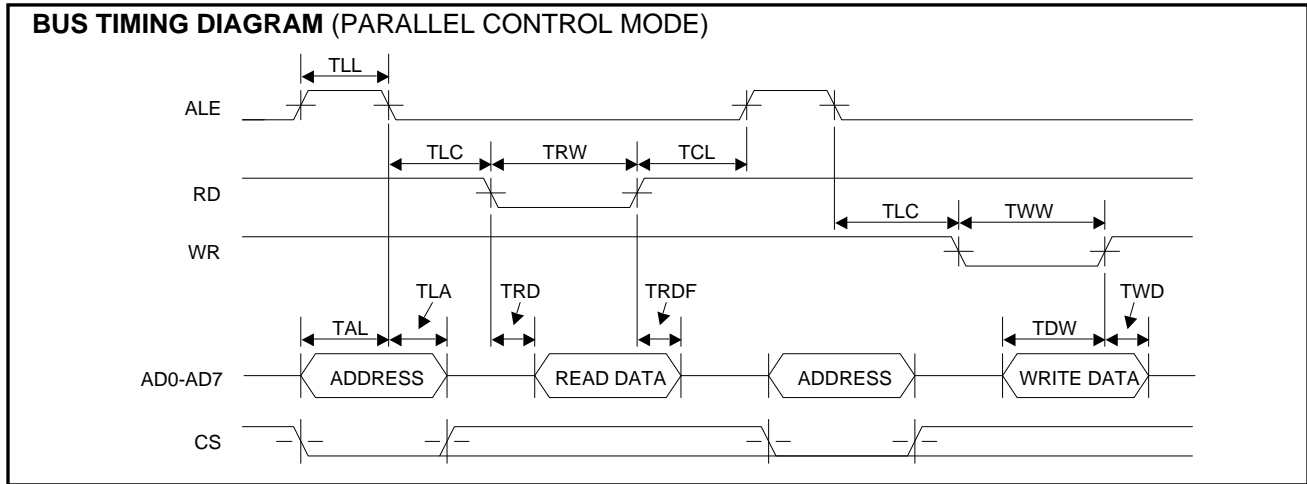 BUS TIMING DIAGRAM (PARALLEL CONTROL MODE)
TLL
ALE
TLC TRW TCL
RD
TLC TWW
WR
TLA TRD TRDF TWD
TAL TDW
AD0-AD7 ADDRESS READ DATA ADDRESS WRITE DATA
CS